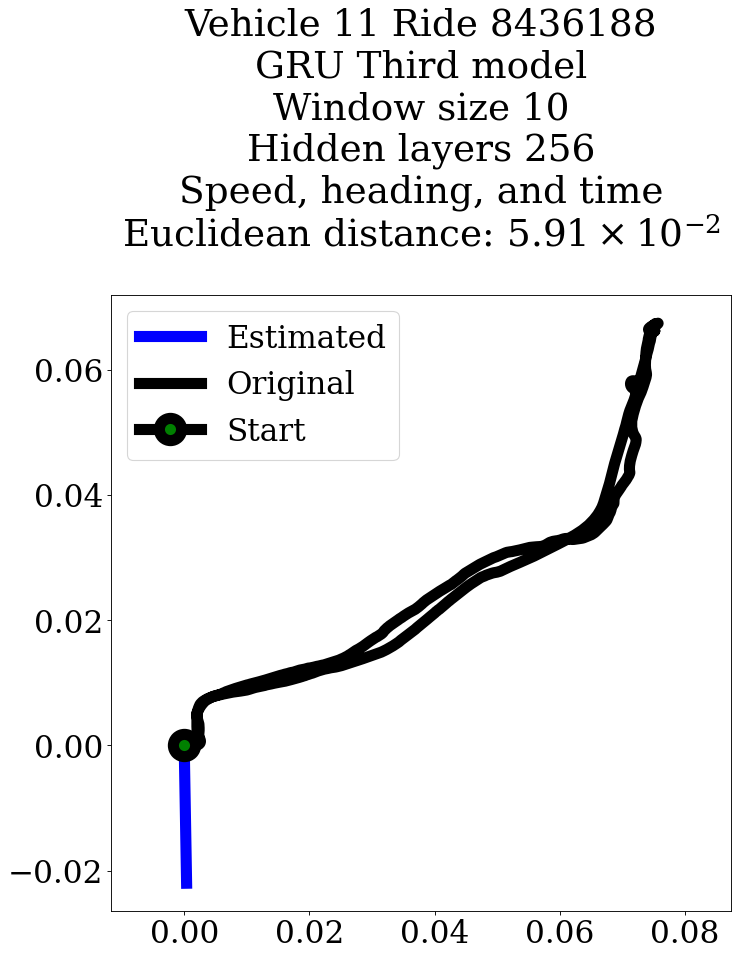 Vehicle 11 Ride 8436188
GRU Third model
Window size 10
Hidden layers 256
Speed, heading, and time
Euclidean distance: 5.91 × 10⁻²
Estimated
Original
Start
0.06
0.04
0.02
0.00
−0.02
0.00 0.02 0.04 0.06 0.08